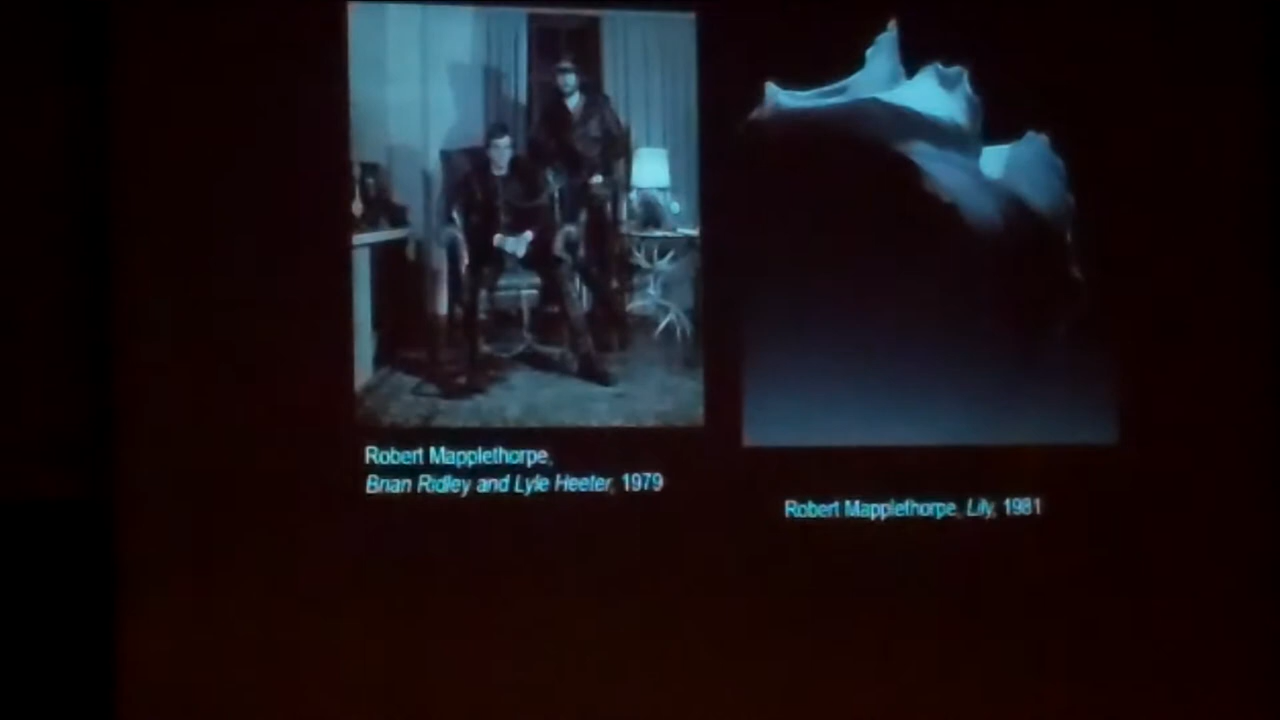 Robert Mapplethorpe,
Brian Ridley and Lyle Heeter, 1979
Robert Mapplethorpe, Lily, 1981